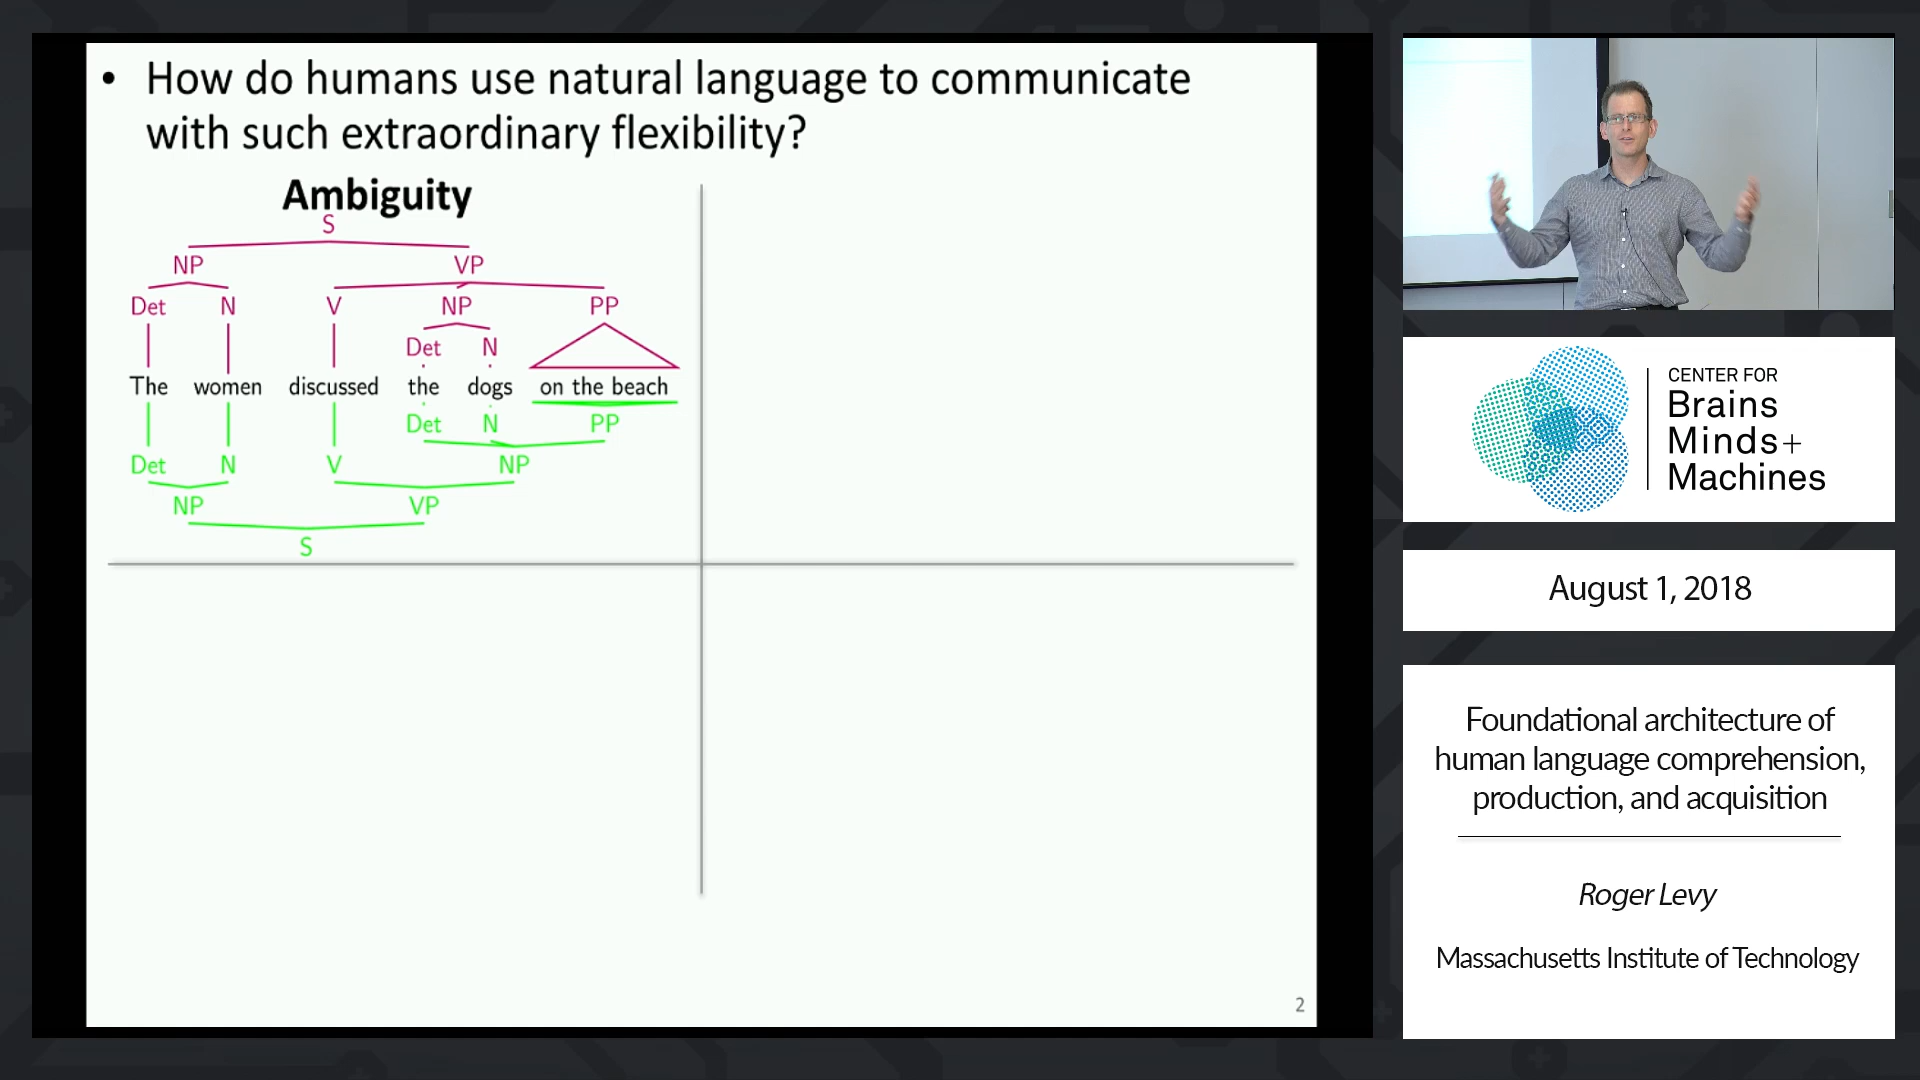 • How do humans use natural language to communicate
with such extraordinary flexibility?
Ambiguity
S
NP VP
Det N V NP PP
Det N
The women discussed the dogs on the beach
Det N PP
Det N V NP
NP VP
S
2
CENTER FOR
Brains
Minds+
Machines
August 1, 2018
Foundational architecture of
human language comprehension,
production, and acquisition
Roger Levy
Massachusetts Institute of Technology